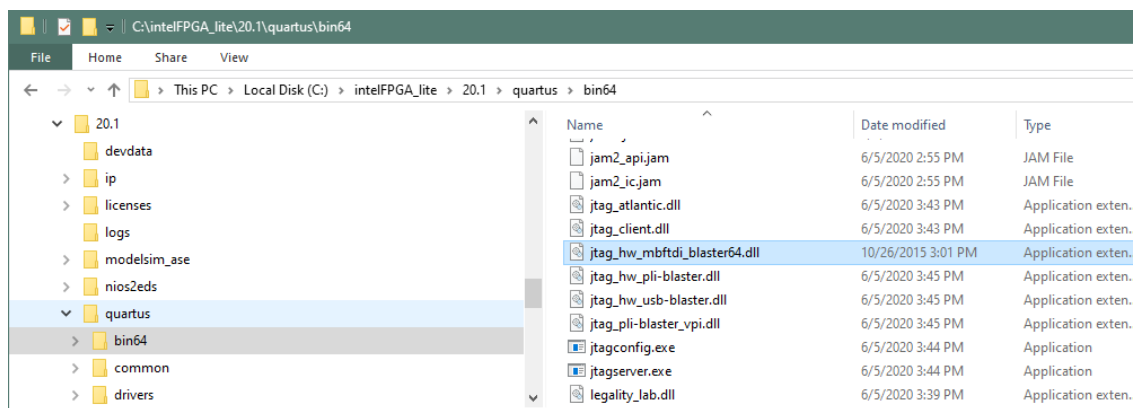 C:\intelFPGA_lite\20.1\quartus\bin64
File Home Share View
This PC > Local Disk (C:) > intelFPGA_lite > 20.1 > quartus > bin64
20.1
devdata
ip
licenses
logs
modelsim_ase
nios2eds
quartus
bin64
common
drivers
Name Date modified Type
jam2_api.jam 6/5/2020 2:55 PM JAM File
jam2_ic.jam 6/5/2020 2:55 PM JAM File
jtag_atlantic.dll 6/5/2020 3:43 PM Application exten.
jtag_client.dll 6/5/2020 3:43 PM Application exten.
jtag_hw_mbftdi_blaster64.dll 10/26/2015 3:01 PM Application exten.
jtag_hw_pli-blaster.dll 6/5/2020 3:45 PM Application exten.
jtag_hw_usb-blaster.dll 6/5/2020 3:45 PM Application exten.
jtag_pli-blaster_vpi.dll 6/5/2020 3:45 PM Application exten.
jtagconfig.exe 6/5/2020 3:44 PM Application
jtagserver.exe 6/5/2020 3:44 PM Application
legality_lab.dll 6/5/2020 3:39 PM Application exten.